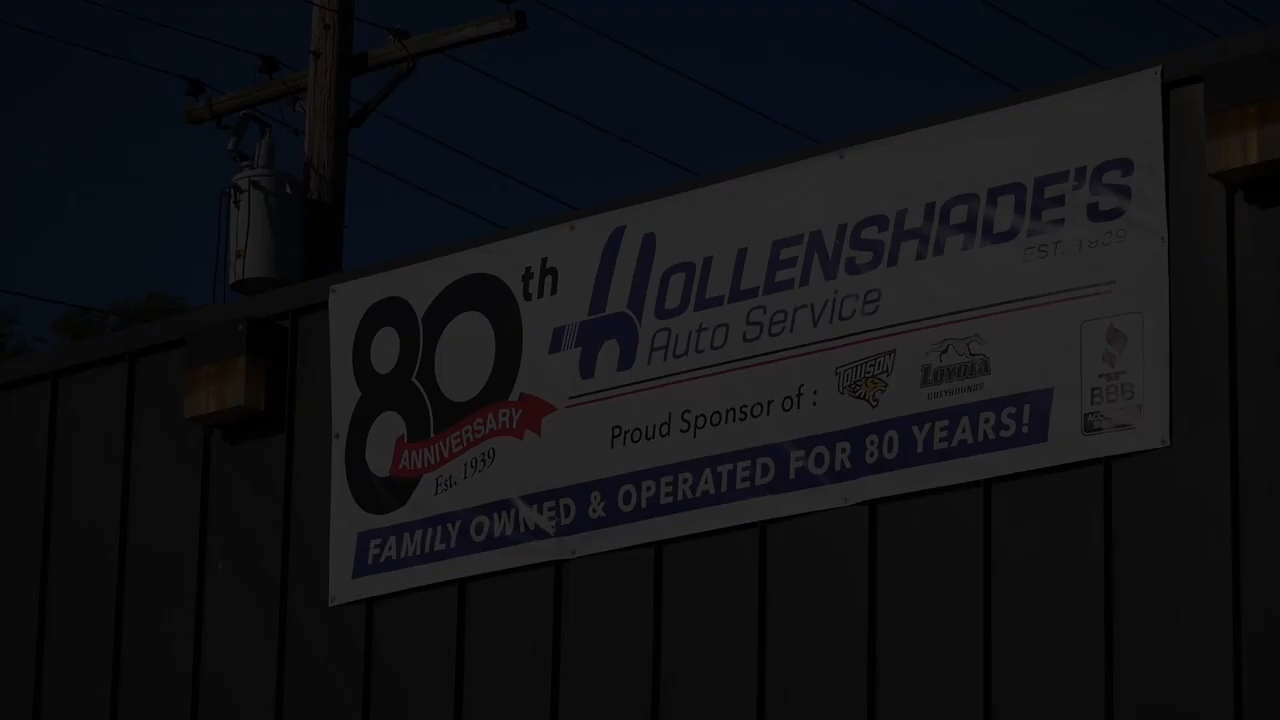 80th
ANNIVERSARY
Est. 1939
HOLLENSHADE'S
EST. 1939
Auto Service
Proud Sponsor of :
TOWSON
LOYOLA
GREYHOUNDS
BBB
FAMILY OWNED & OPERATED FOR 80 YEARS!